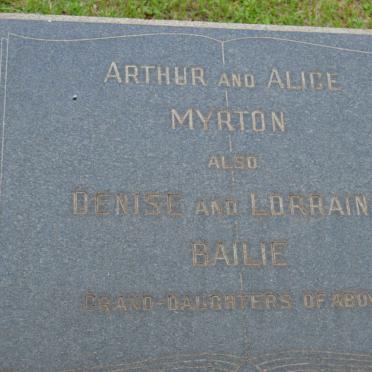 ARTHUR AND ALICE
MYRTON
ALSO
DENISE AND LORRAIN
BAILIE
GRAND-DAUGHTERS OF ABOV